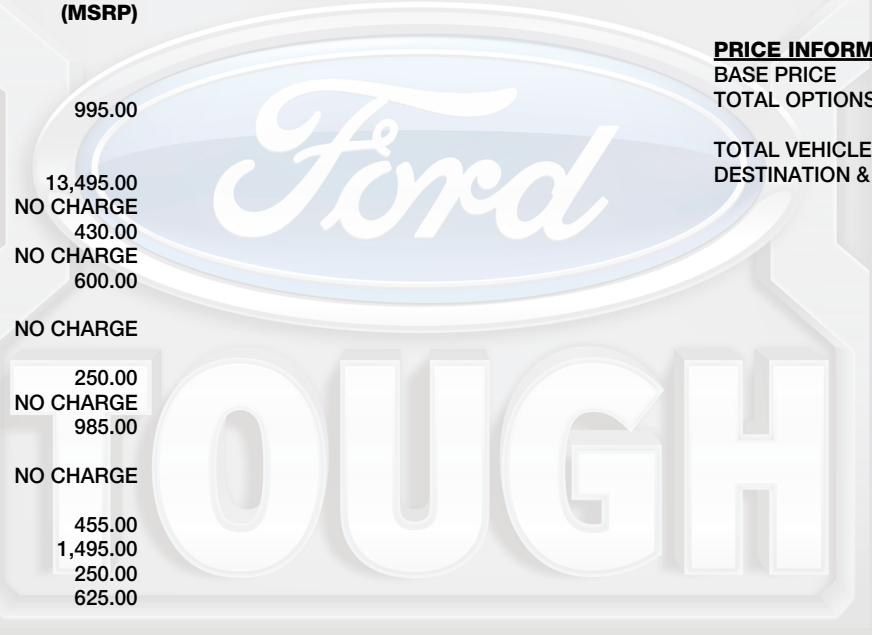 (MSRP)
995.00
13,495.00
NO CHARGE
430.00
NO CHARGE
600.00
NO CHARGE
250.00
NO CHARGE
985.00
NO CHARGE
455.00
1,495.00
250.00
625.00
PRICE INFORM
BASE PRICE
TOTAL OPTIONS
TOTAL VEHICLE
DESTINATION &
Ford
TOUGH